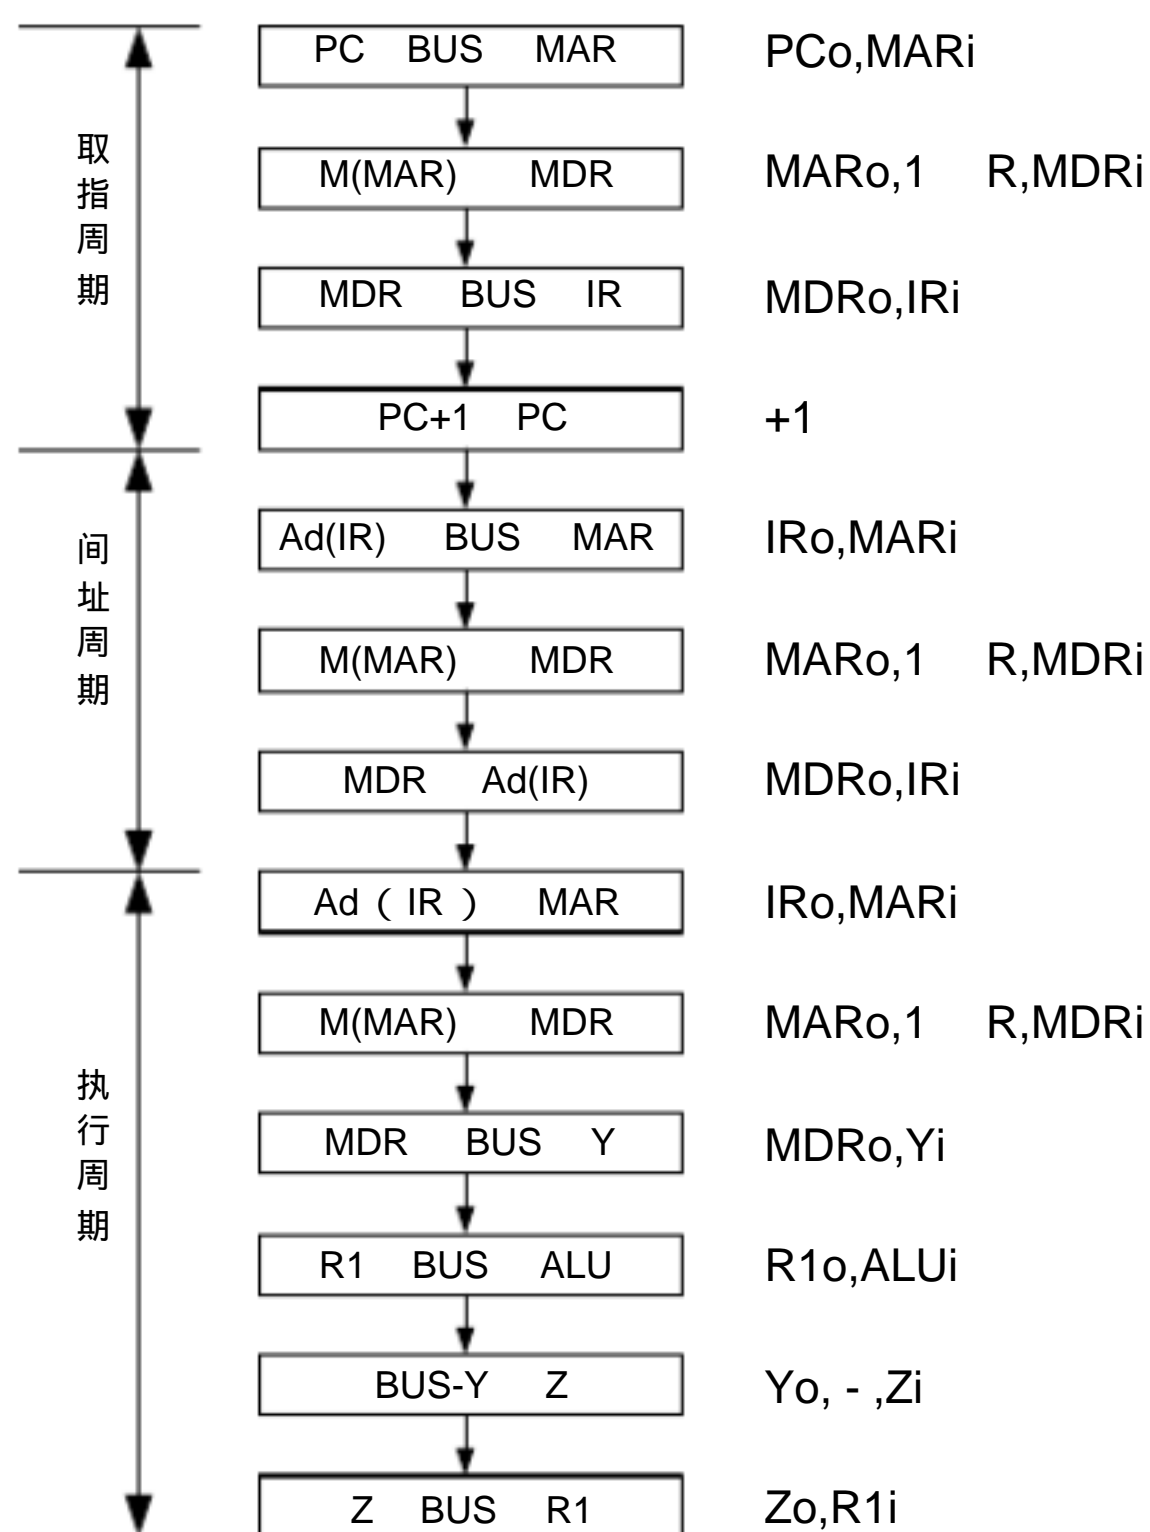 PC BUS MAR PCo,MARi
M(MAR) MDR MARo,1 R,MDRi
MDR BUS IR MDRo,IRi
PC+1 PC +1
取指周期
Ad(IR) BUS MAR IRo,MARi
M(MAR) MDR MARo,1 R,MDRi
MDR Ad(IR) MDRo,IRi
间址周期
Ad（IR） MAR IRo,MARi
M(MAR) MDR MARo,1 R,MDRi
MDR BUS Y MDRo,Yi
R1 BUS ALU R1o,ALUi
BUS-Y Z Yo, - ,Zi
Z BUS R1 Zo,R1i
执行周期